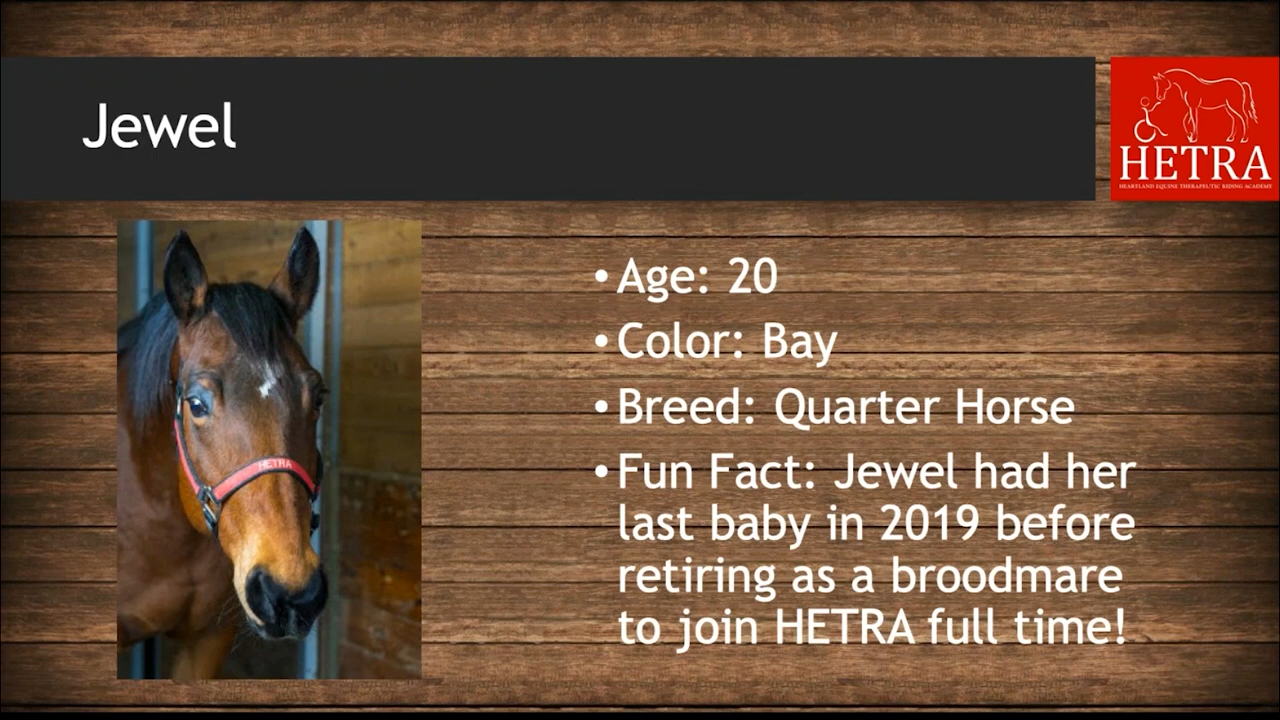 Jewel
HETRA
HEARTLAND EQUINE THERAPEUTIC RIDING ACADEMY
HETRA
• Age: 20
• Color: Bay
• Breed: Quarter Horse
• Fun Fact: Jewel had her
last baby in 2019 before
retiring as a broodmare
to join HETRA full time!